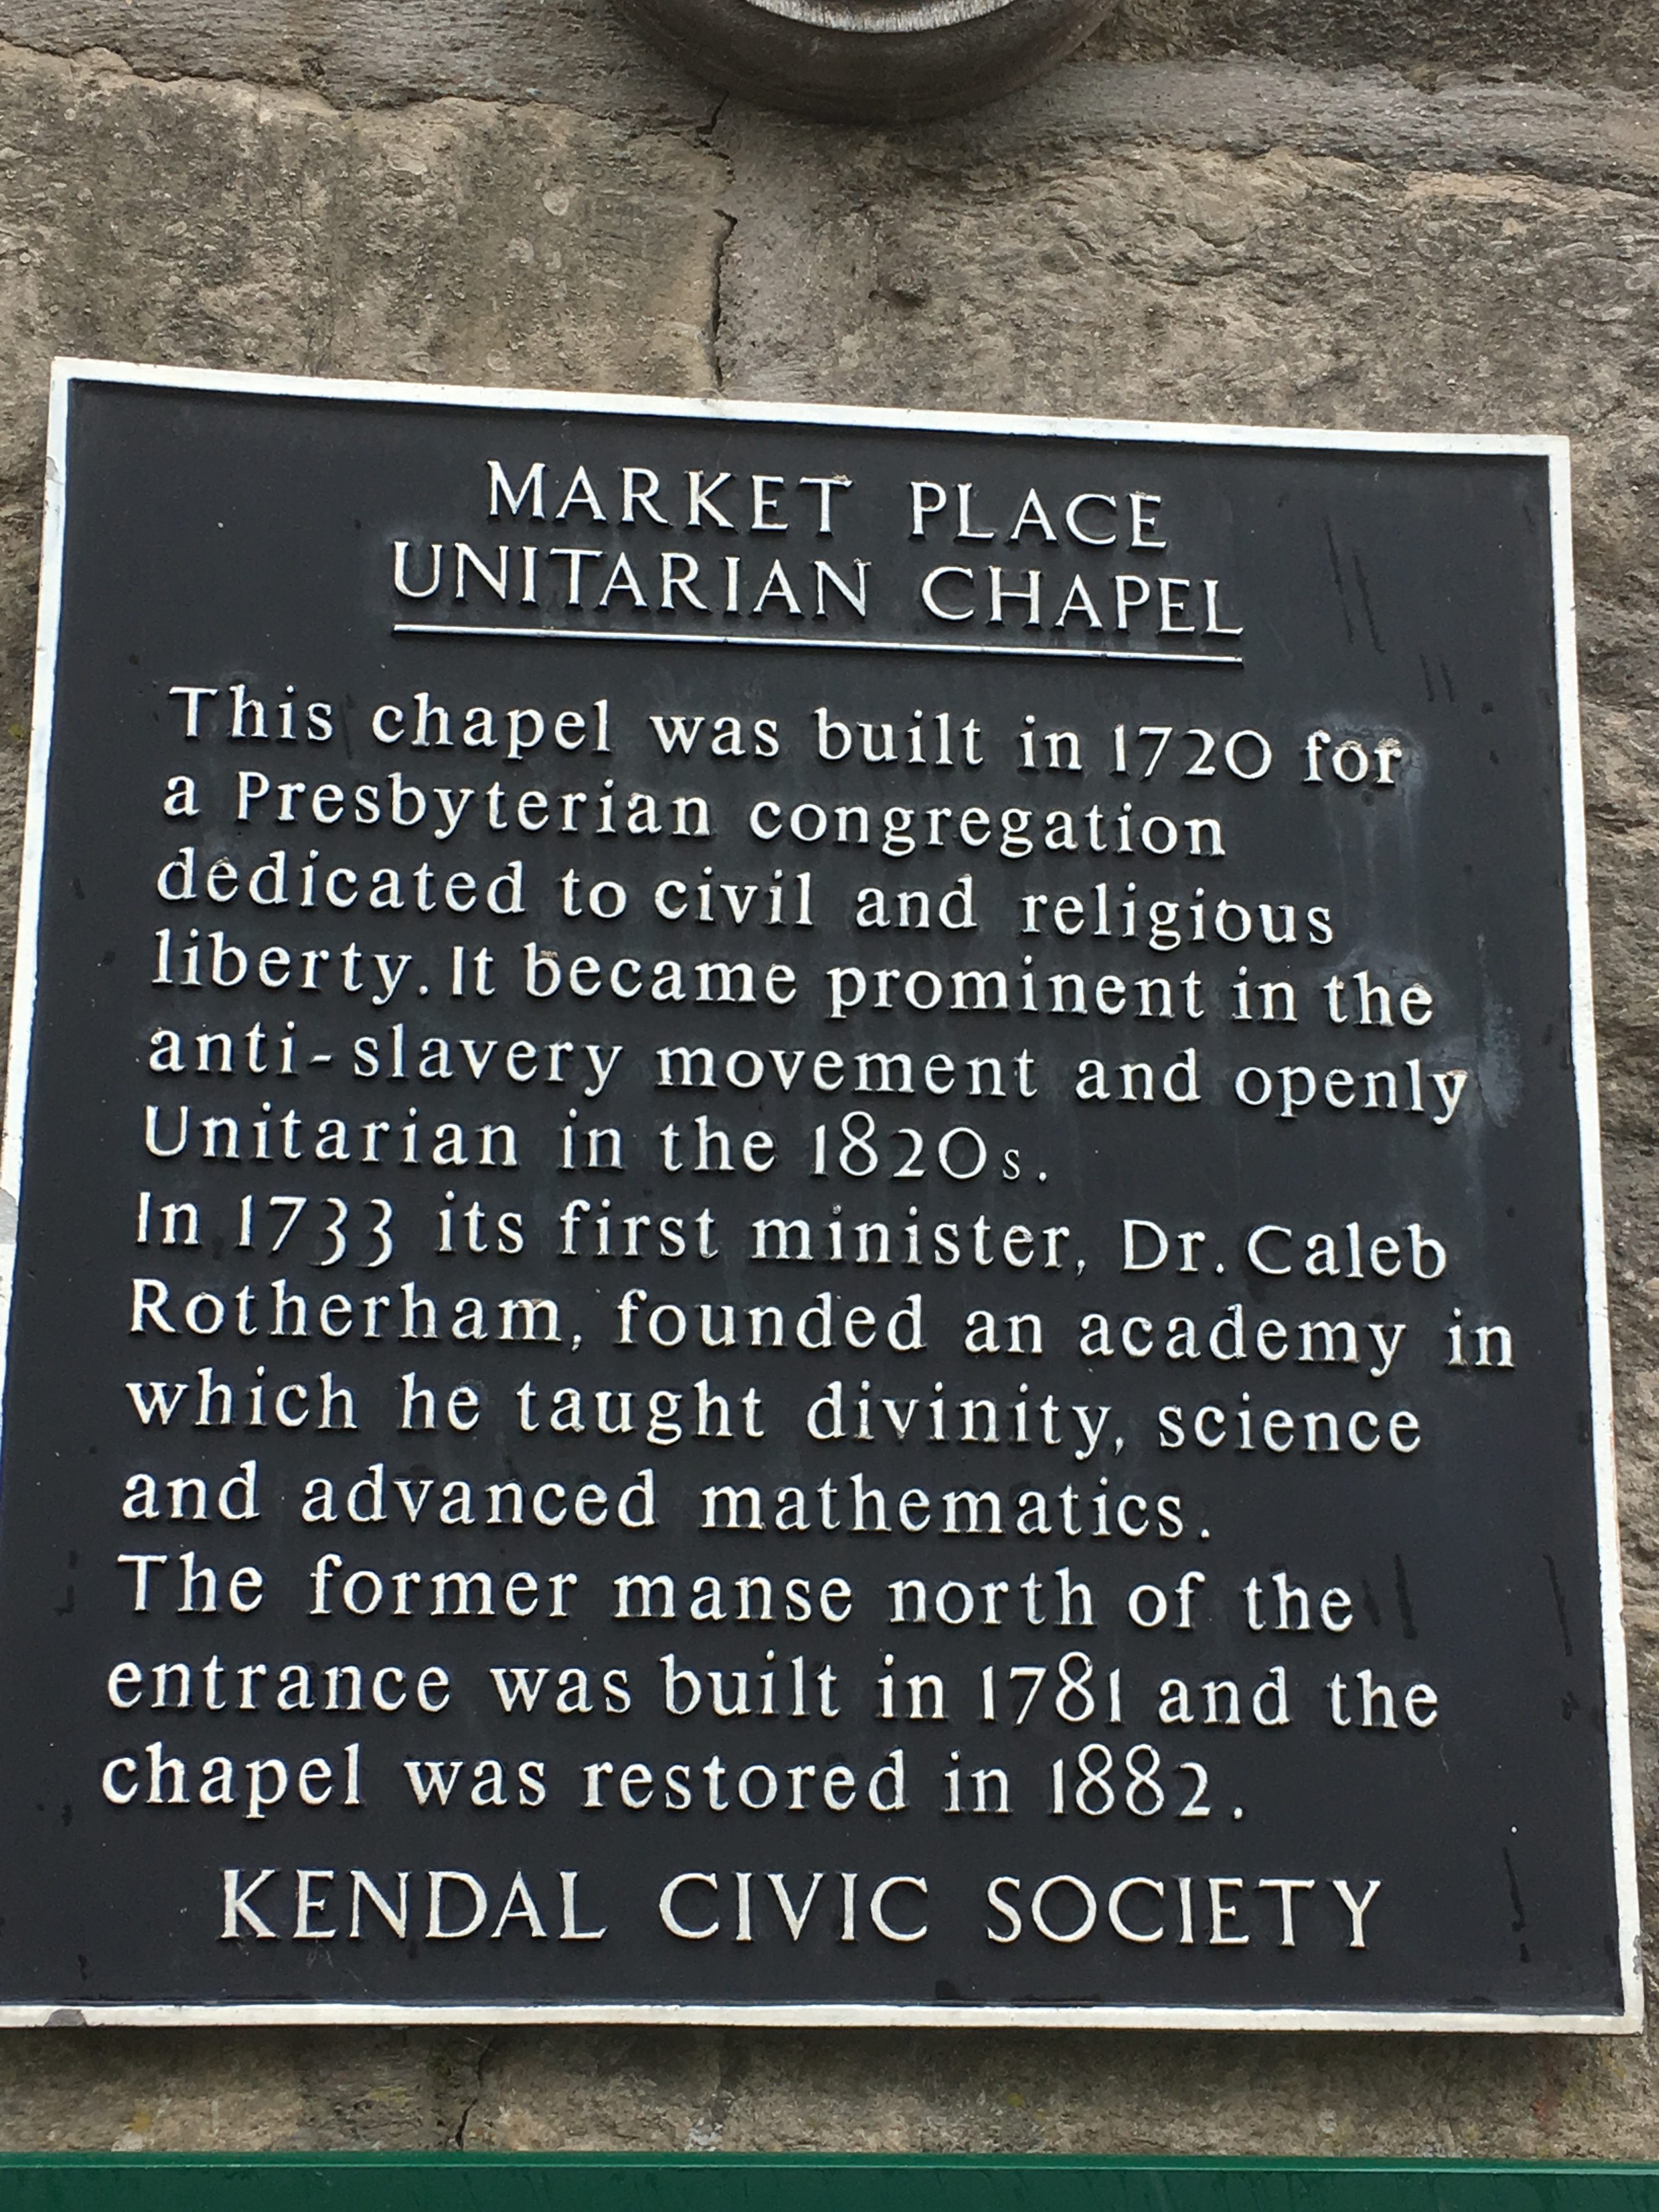 MARKET PLACE
UNITARIAN CHAPEL
This chapel was built in 1720 for
a Presbyterian congregation
dedicated to civil and religious
liberty. It became prominent in the
anti-slavery movement and openly
Unitarian in the 1820s.
In 1733 its first minister, Dr. Caleb
Rotherham, founded an academy in
which he taught divinity, science
and advanced mathematics.
The former manse north of the
entrance was built in 1781 and the
chapel was restored in 1882.
KENDAL CIVIC SOCIETY